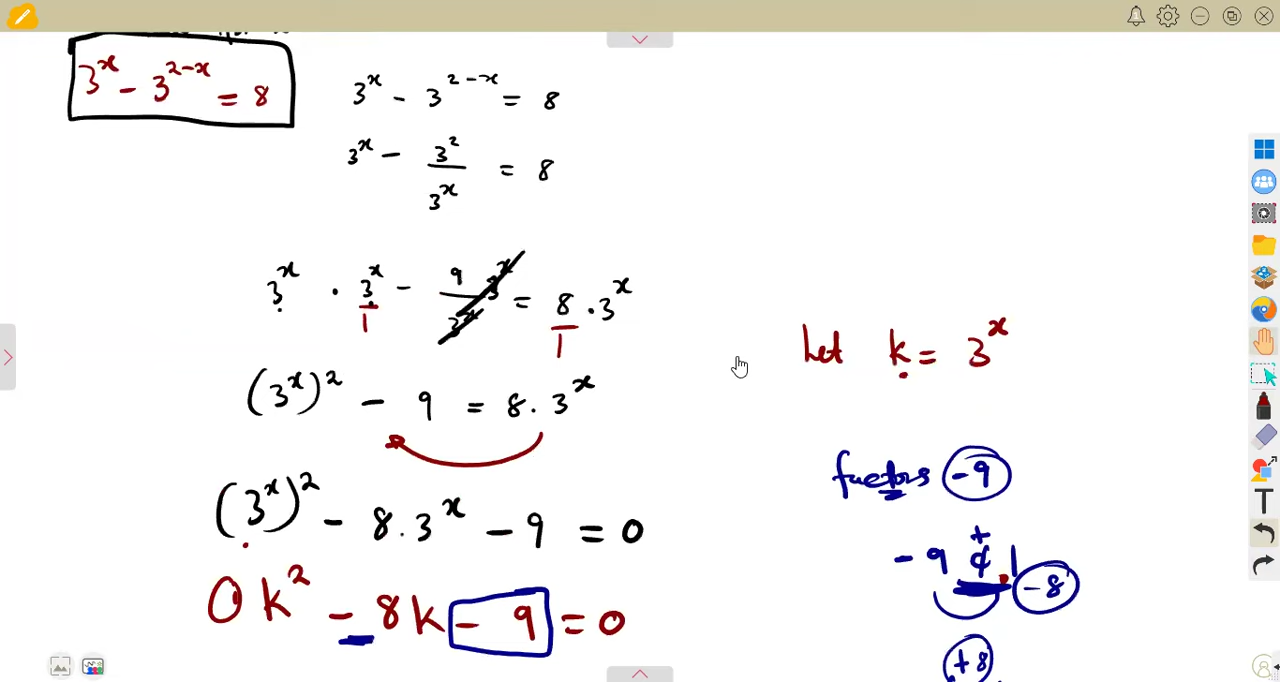 3^x - 3^{2-x} = 8
3^x - 3^{2-x} = 8
3^x - 3^2/3^x = 8
3^x · 3^x/1 - 9/3^x 3^x = 8/1 · 3^x
(3^x)^2 - 9 = 8 . 3^x
Let k = 3^x
(3^x)^2 - 8 . 3^x - 9 = 0
factors -9
-9 + 1
-8
k^2 - 8k - 9 = 0
+8